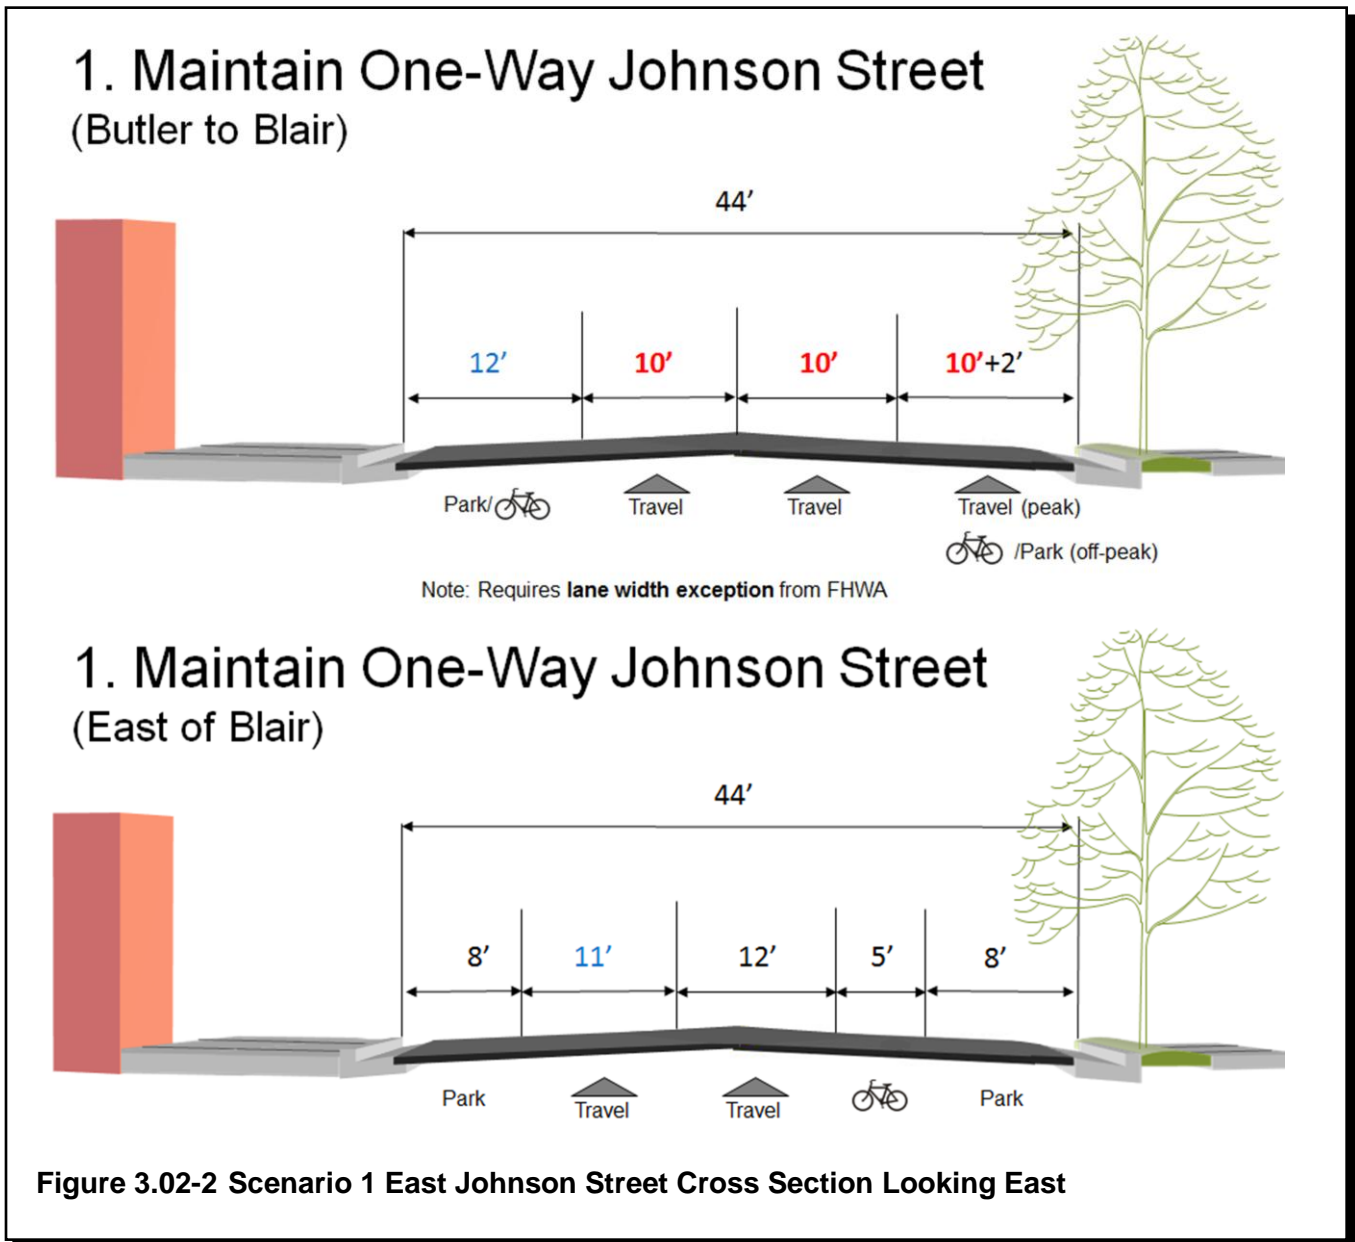 1. Maintain One-Way Johnson Street
(Butler to Blair)
44’
12’ 10’ 10’ 10’+2’
Park/ Travel Travel Travel (peak)
/Park (off-peak)
Note: Requires lane width exception from FHWA
1. Maintain One-Way Johnson Street
(East of Blair)
44’
8’ 11’ 12’ 5’ 8’
Park Travel Travel Park
Figure 3.02-2 Scenario 1 East Johnson Street Cross Section Looking East